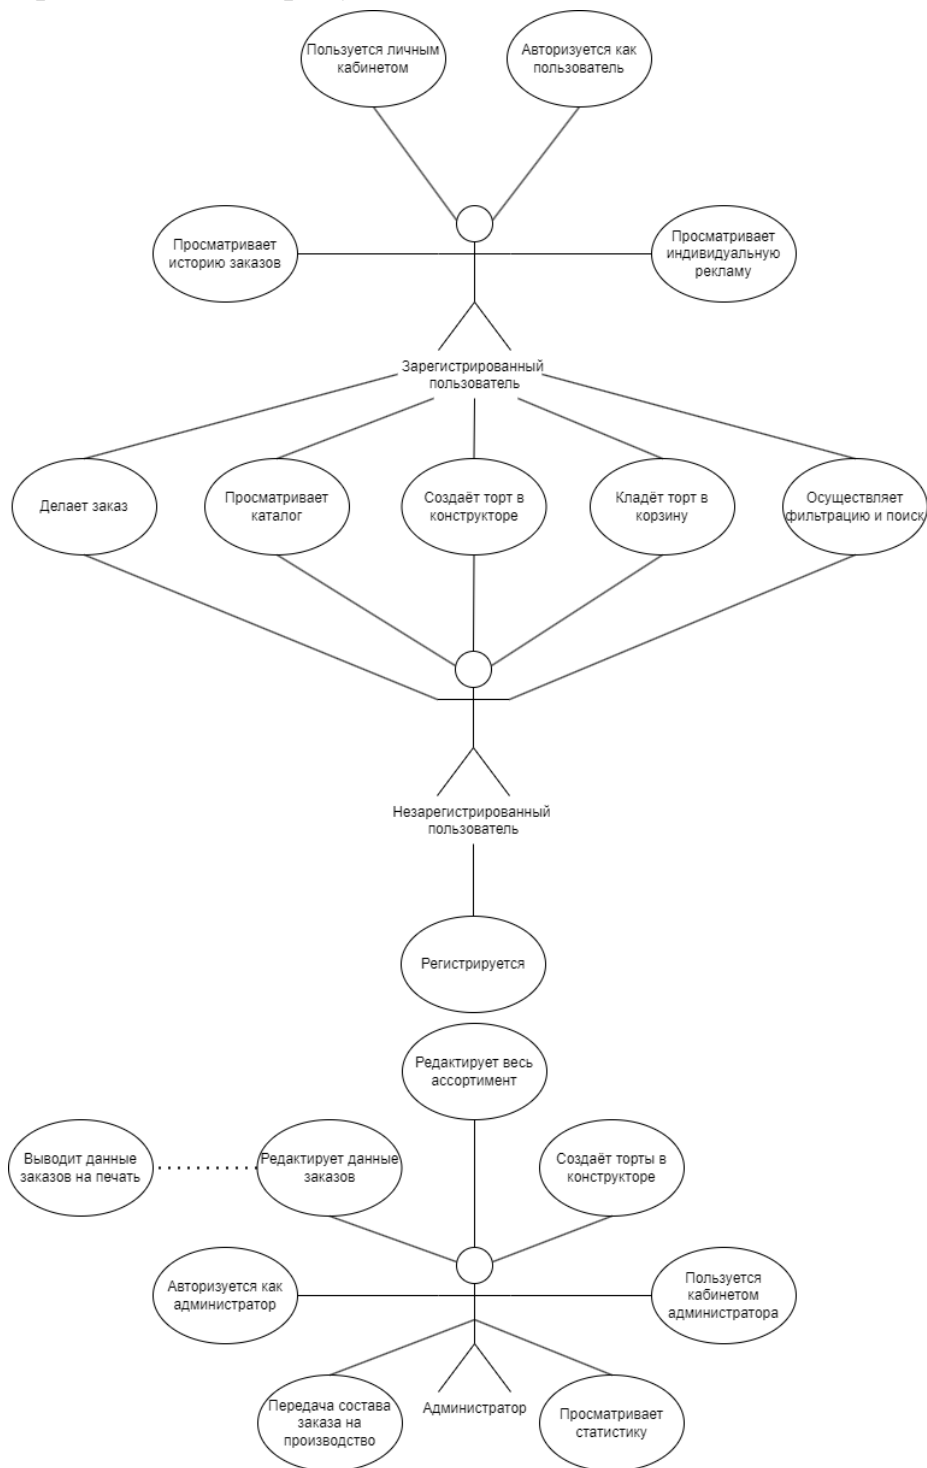 Пользуется личным
кабинетом
Авторизуется как
пользователь
Просматривает
историю заказов
Просматривает
индивидуальную
рекламу
Зарегистрированный
пользователь
Делает заказ
Просматривает
каталог
Создаёт торт в
конструкторе
Кладёт торт в
корзину
Осуществляет
фильтрацию и поиск
Незарегистрированный
пользователь
Регистрируется
Редактирует весь
ассортимент
Выводит данные
заказов на печать
Редактирует данные
заказов
Создаёт торты в
конструкторе
Авторизуется как
администратор
Пользуется
кабинетом
администратора
Передача состава
заказа на
производство
Администратор
Просматривает
статистику